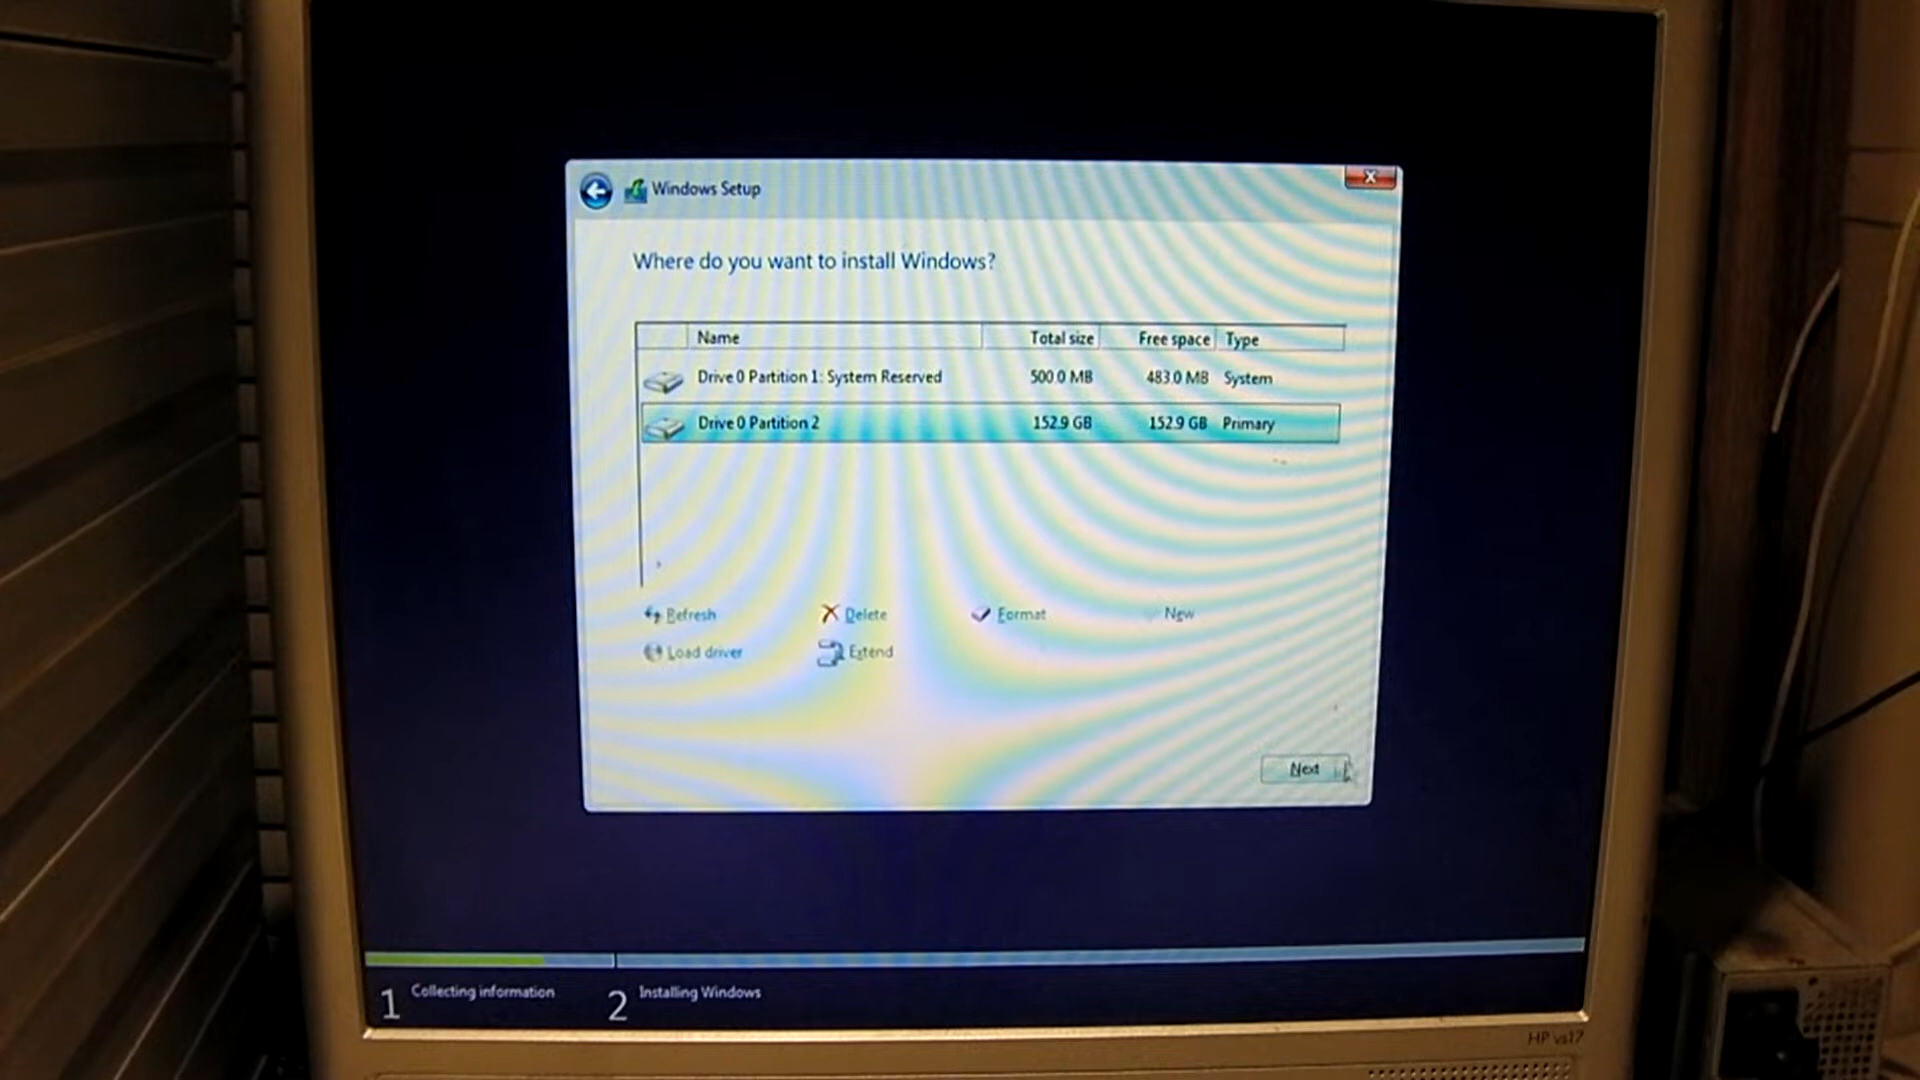 Windows Setup
Where do you want to install Windows?
Name Total size Free space Type
Drive 0 Partition 1: System Reserved 500.0 MB 483.0 MB System
Drive 0 Partition 2 152.9 GB 152.9 GB Primary
Refresh Delete Format New
Load driver Extend
Next
1 Collecting information 2 Installing Windows
HP vs17